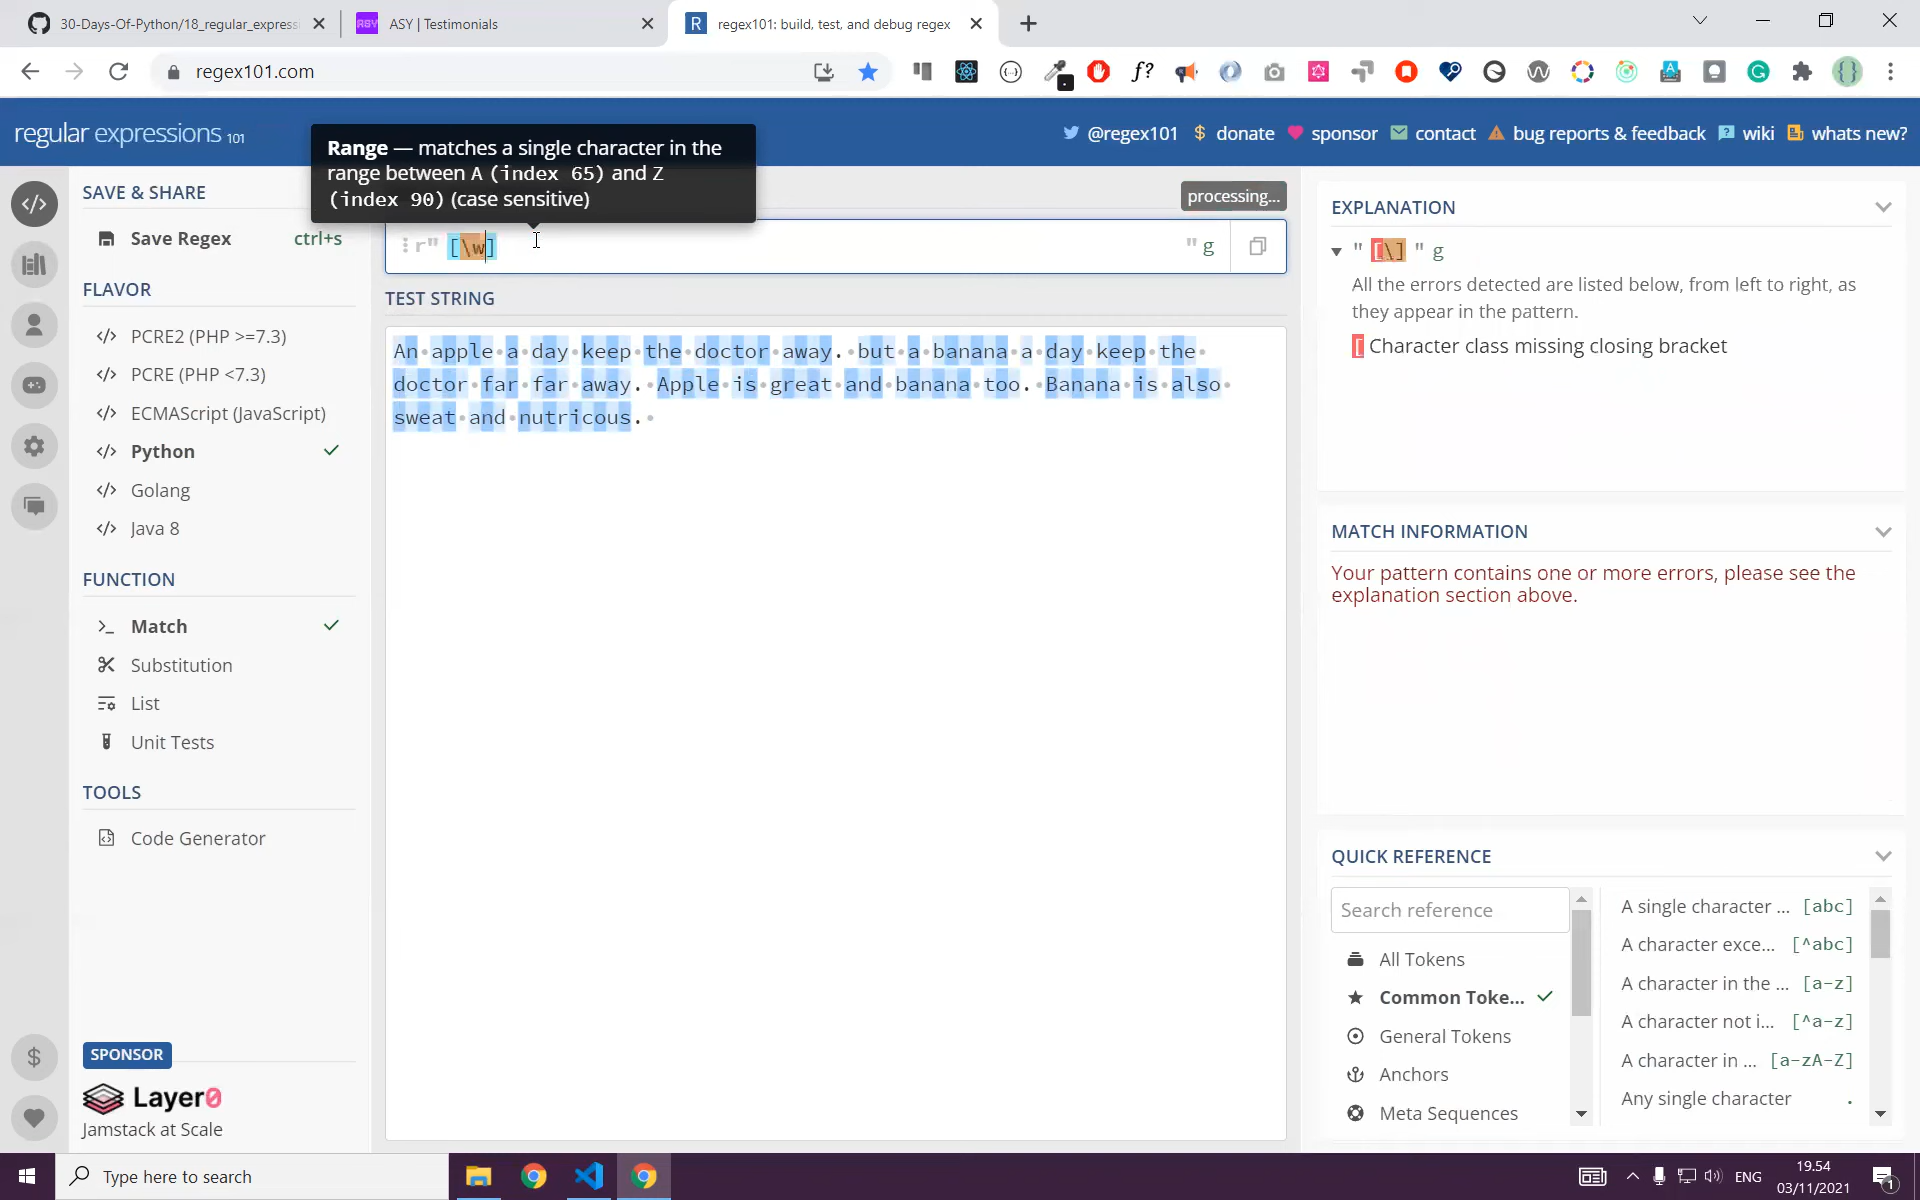 30-Days-Of-Python/18_regular_expressi
ASY
ASY | Testimonials
R
regex101: build, test, and debug regex
regex101.com
f?
regular expressions 101
@regex101
$ donate
sponsor
contact
bug reports & feedback
wiki
whats new?
Range — matches a single character in the
range between A (index 65) and Z
(index 90) (case sensitive)
processing...
SAVE & SHARE
Save Regex ctrl+s
FLAVOR
</> PCRE2 (PHP >=7.3)
</> PCRE (PHP <7.3)
</> ECMAScript (JavaScript)
</> Python
</> Golang
</> Java 8
FUNCTION
Match
Substitution
List
Unit Tests
TOOLS
Code Generator
SPONSOR
Layer0
Jamstack at Scale
r" [\w] " g
TEST STRING
An·apple·a·day·keep·the·doctor·away.·but·a·banana·a·day·keep·the·
doctor·far·far·away.·Apple·is·great·and·banana·too.·Banana·is·also·
sweat·and·nutricous.·
EXPLANATION
" [\] " g
All the errors detected are listed below, from left to right, as
they appear in the pattern.
[ Character class missing closing bracket
MATCH INFORMATION
Your pattern contains one or more errors, please see the
explanation section above.
QUICK REFERENCE
Search reference
All Tokens
Common Toke...
General Tokens
Anchors
Meta Sequences
A single character ... [abc]
A character exce... [^abc]
A character in the ... [a-z]
A character not i... [^a-z]
A character in ... [a-zA-Z]
Any single character .
Type here to search
ENG
19.54
03/11/2021
1